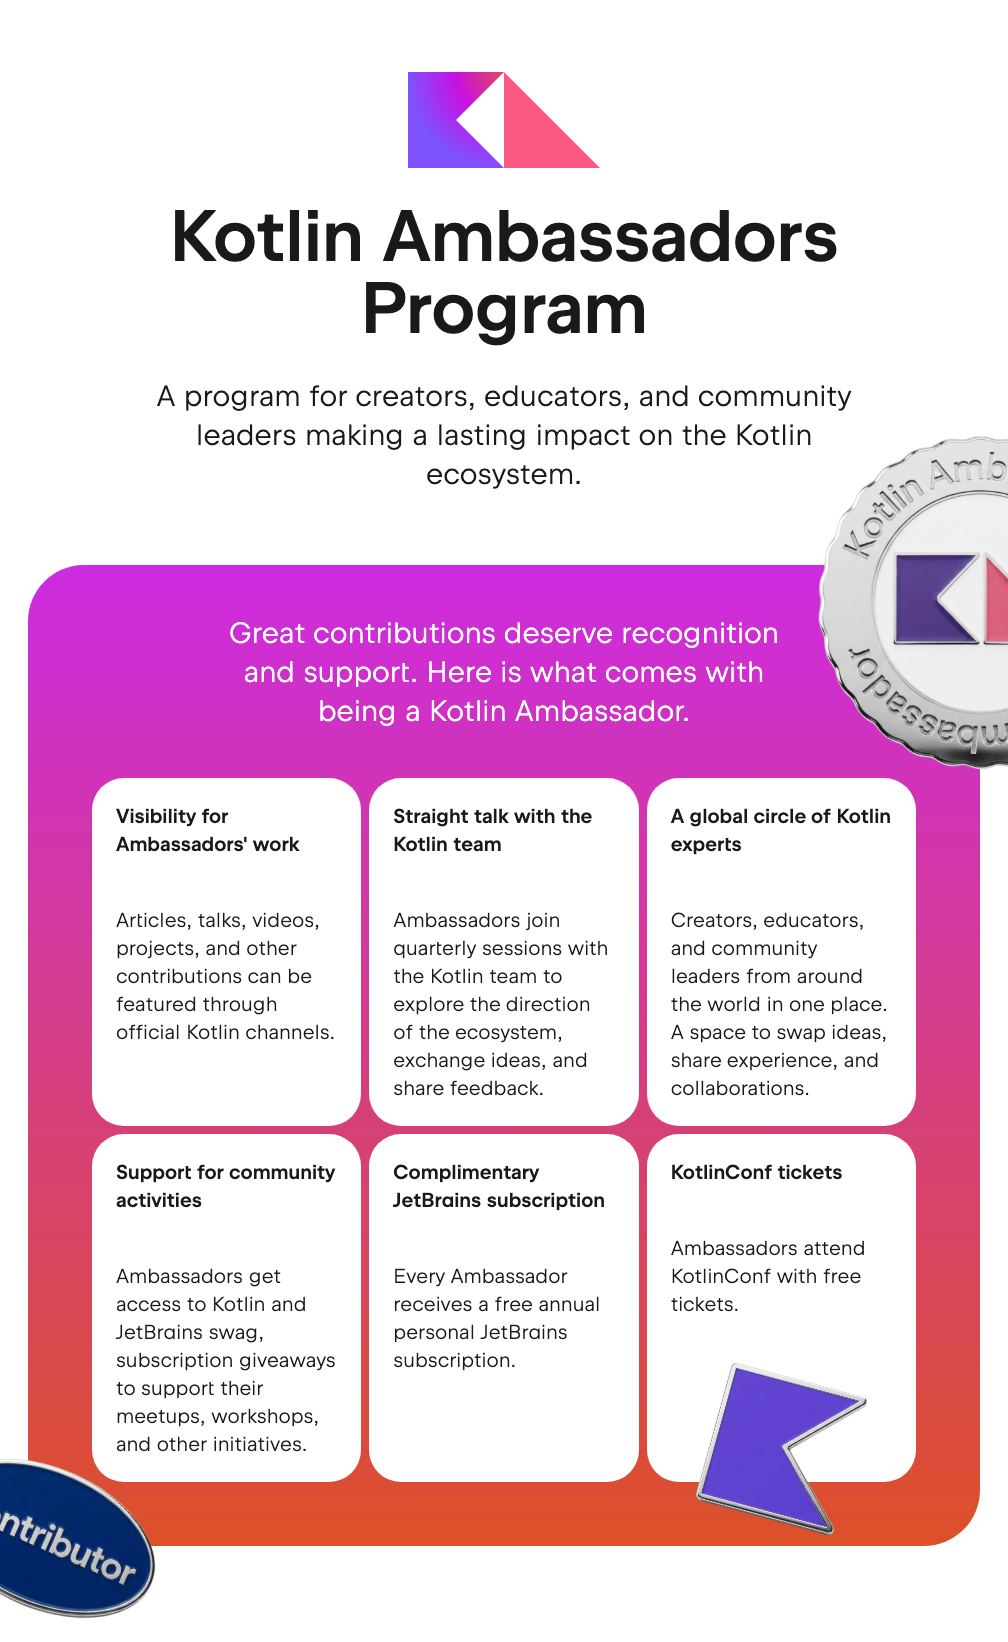 Kotlin Ambassadors
Program
A program for creators, educators, and community
leaders making a lasting impact on the Kotlin
ecosystem.
Kotlin Amb
mbassador
Great contributions deserve recognition
and support. Here is what comes with
being a Kotlin Ambassador.
Visibility for
Ambassadors' work
Articles, talks, videos,
projects, and other
contributions can be
featured through
official Kotlin channels.
Straight talk with the
Kotlin team
Ambassadors join
quarterly sessions with
the Kotlin team to
explore the direction
of the ecosystem,
exchange ideas, and
share feedback.
A global circle of Kotlin
experts
Creators, educators,
and community
leaders from around
the world in one place.
A space to swap ideas,
share experience, and
collaborations.
Support for community
activities
Ambassadors get
access to Kotlin and
JetBrains swag,
subscription giveaways
to support their
meetups, workshops,
and other initiatives.
Complimentary
JetBrains subscription
Every Ambassador
receives a free annual
personal JetBrains
subscription.
KotlinConf tickets
Ambassadors attend
KotlinConf with free
tickets.
ntributor